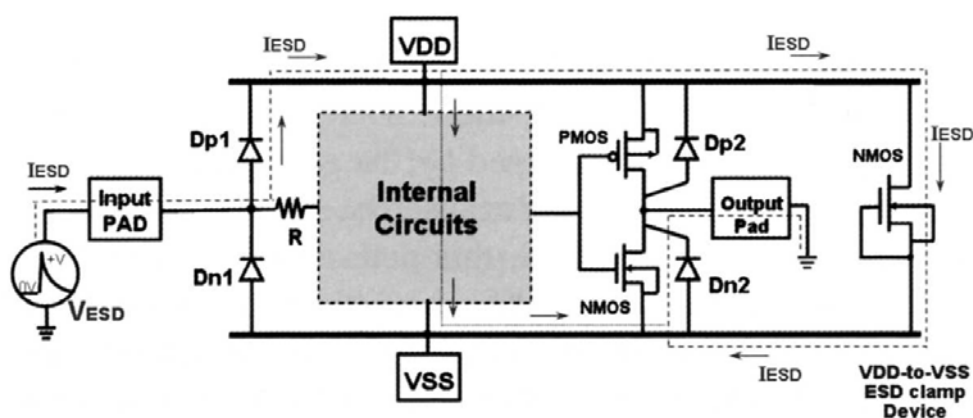 IESD
VDD
IESD
Dp1
PMOS
Dp2
NMOS
IESD
IESD
Input
PAD
R
Internal
Circuits
Output
Pad
+V
0V
VESD
Dn1
NMOS
Dn2
VSS
IESD
VDD-to-VSS
ESD clamp
Device